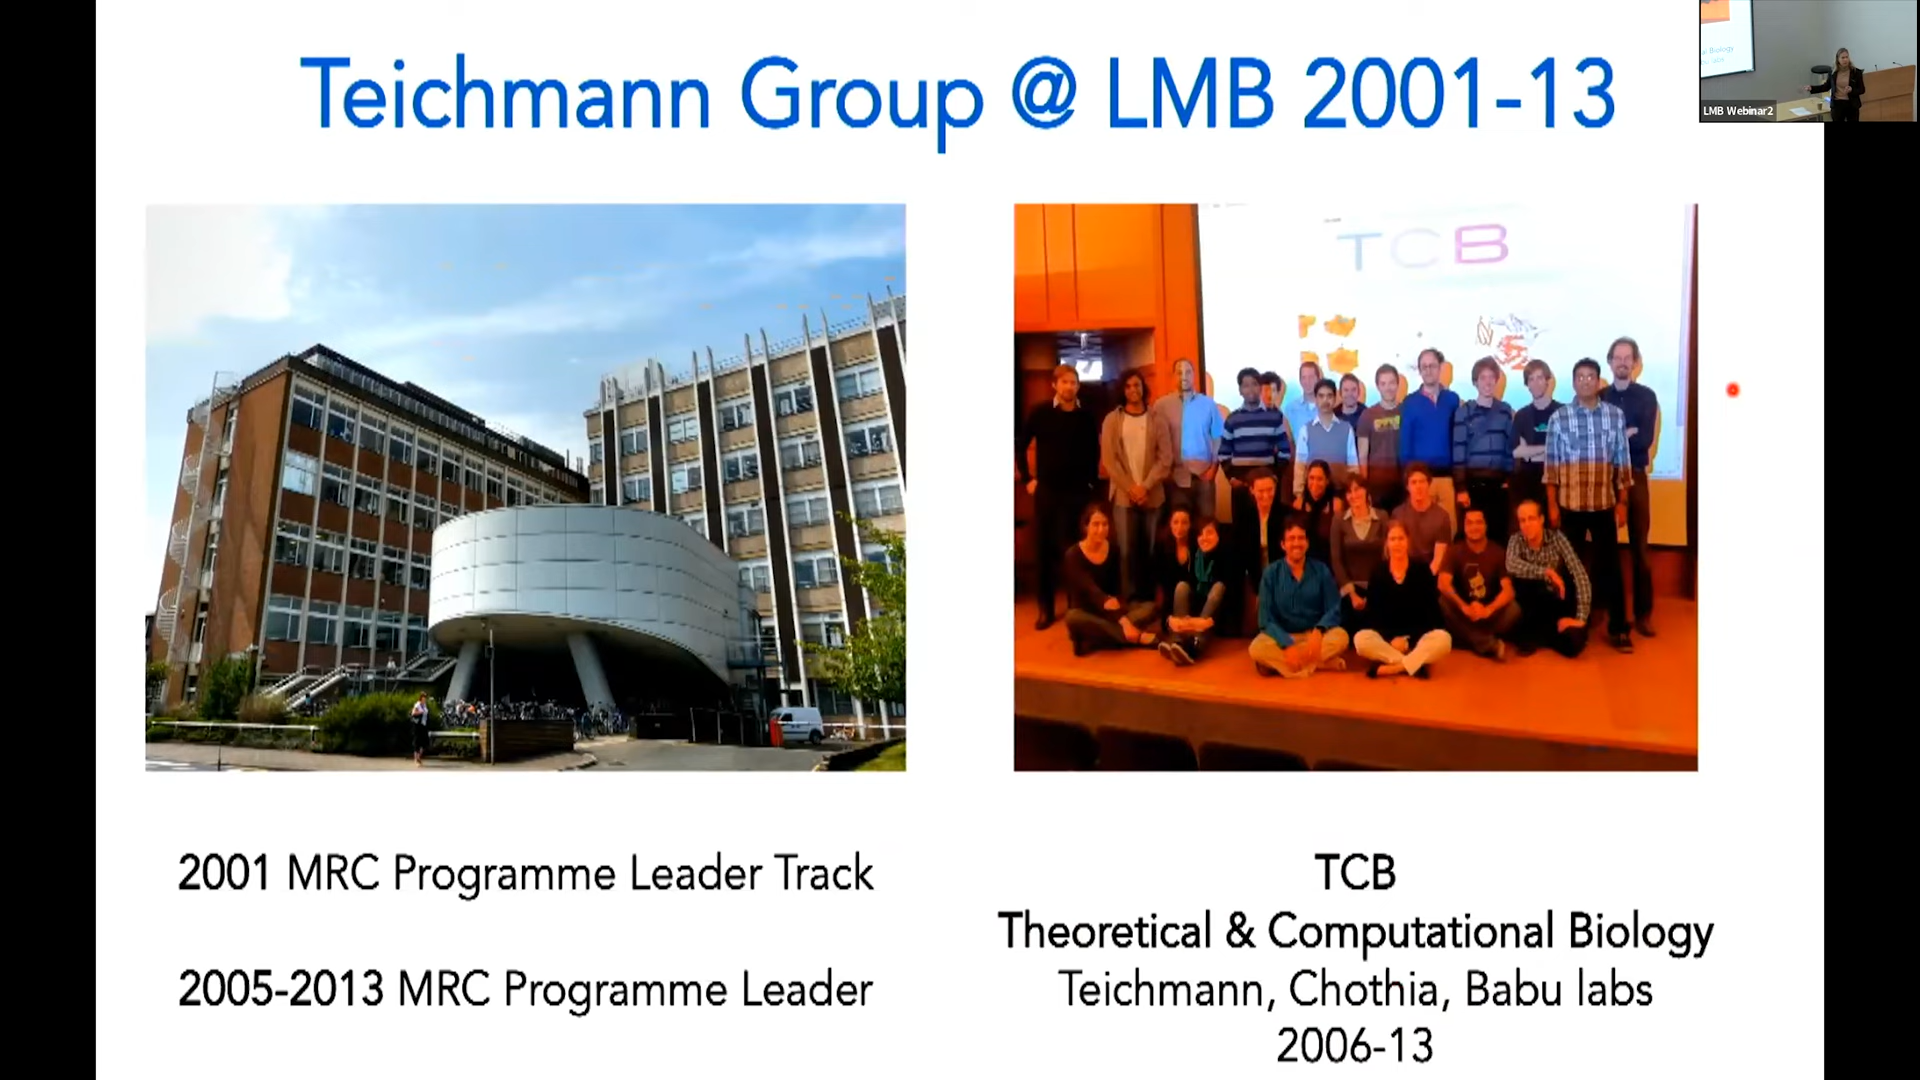 Teichmann Group @ LMB 2001-13
LMB Webinar2
TCB
2001 MRC Programme Leader Track
2005-2013 MRC Programme Leader
TCB
Theoretical & Computational Biology
Teichmann, Chothia, Babu labs
2006-13